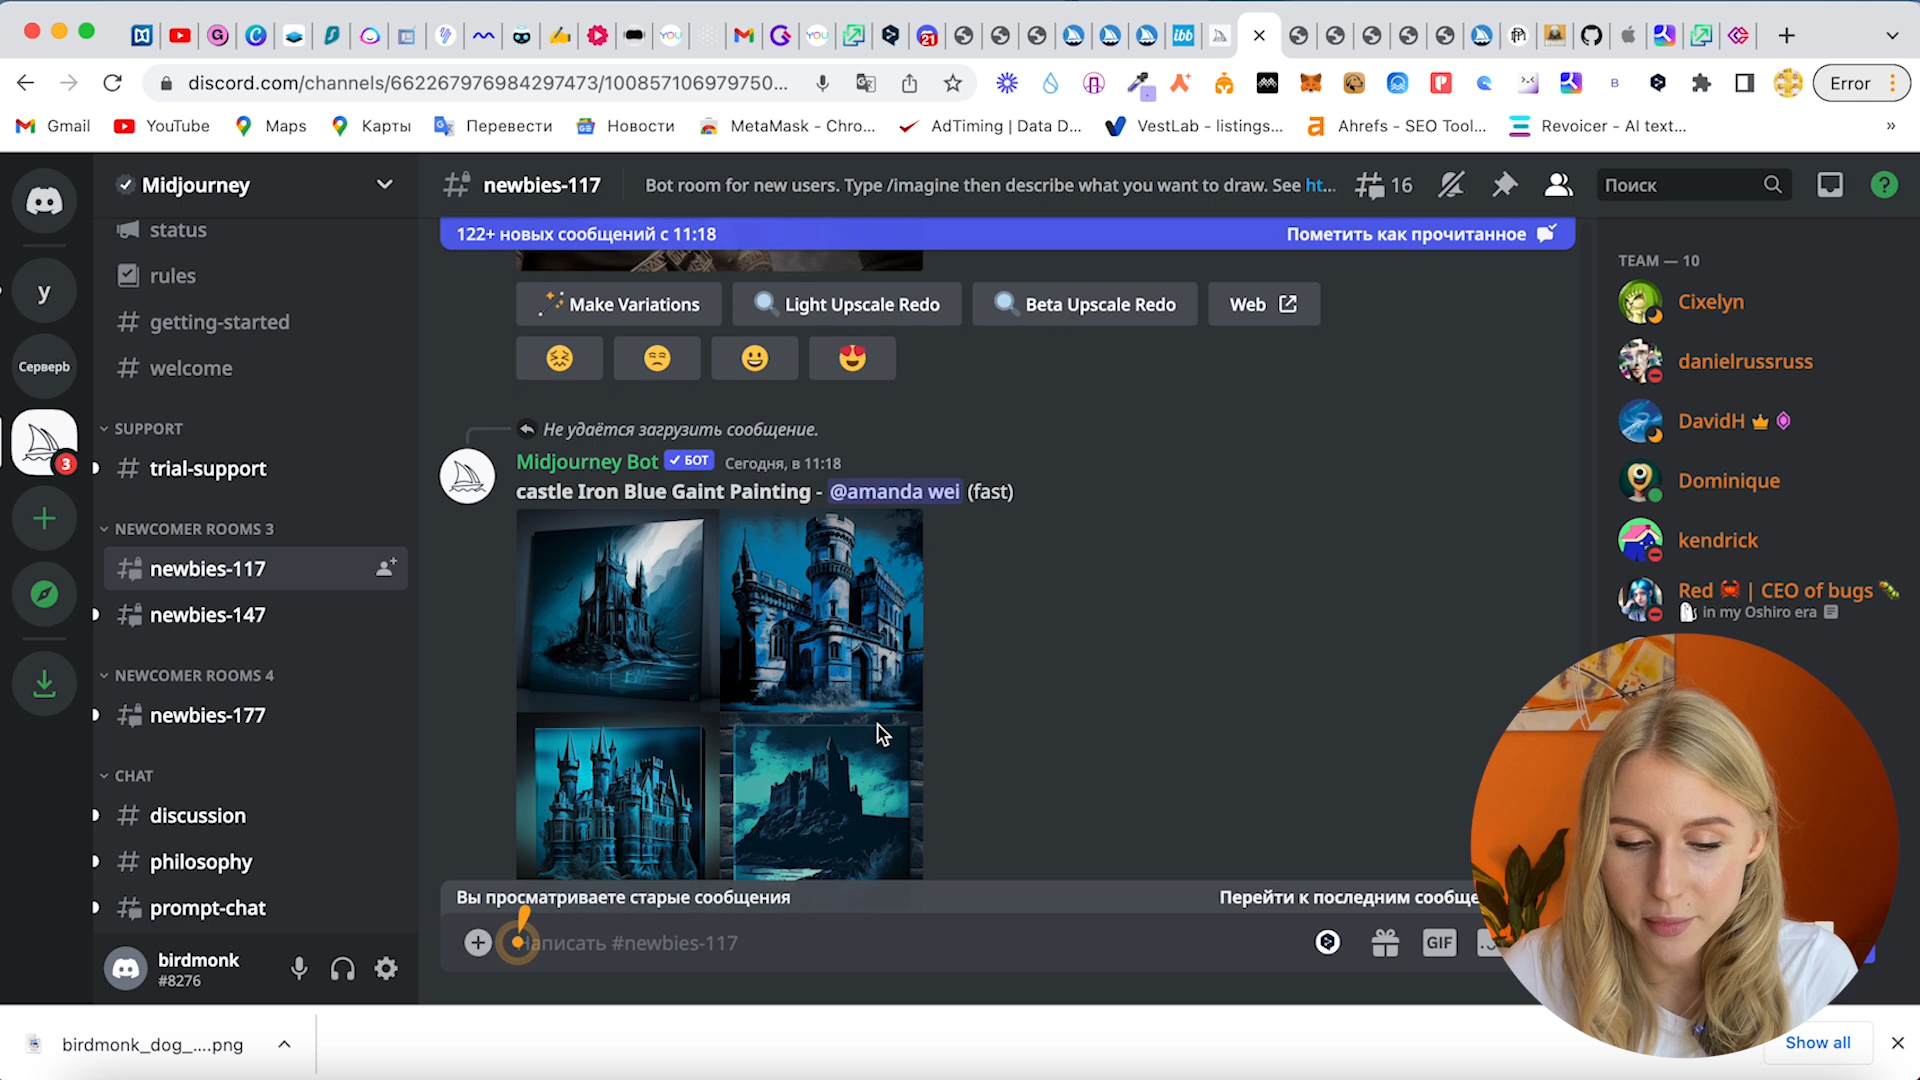 discord.com/channels/662267976984297473/100857106979750...
Error
Gmail
YouTube
Maps
Карты
Перевести
Новости
MetaMask - Chro...
AdTiming | Data D...
VestLab - listings...
Ahrefs - SEO Tool...
Revoicer - AI text...
»
Midjourney
newbies-117
Bot room for new users. Type /imagine then describe what you want to draw. See ht...
16
Поиск
122+ новых сообщений с 11:18
Пометить как прочитанное
у
Серверb
3
status
rules
getting-started
welcome
SUPPORT
trial-support
NEWCOMER ROOMS 3
newbies-117
newbies-147
NEWCOMER ROOMS 4
newbies-177
CHAT
discussion
philosophy
prompt-chat
birdmonk
#8276
Make Variations
Light Upscale Redo
Beta Upscale Redo
Web
Не удаётся загрузить сообщение.
Midjourney Bot ✓ БОТ Сегодня, в 11:18
castle Iron Blue Gaint Painting - @amanda wei (fast)
Вы просматриваете старые сообщения
Перейти к последним сообще
Написать #newbies-117
GIF
TEAM — 10
Cixelyn
danielrussruss
DavidH
Dominique
kendrick
Red 🦀 | CEO of bugs 🐛
in my Oshiro era
birdmonk_dog_....png
Show all